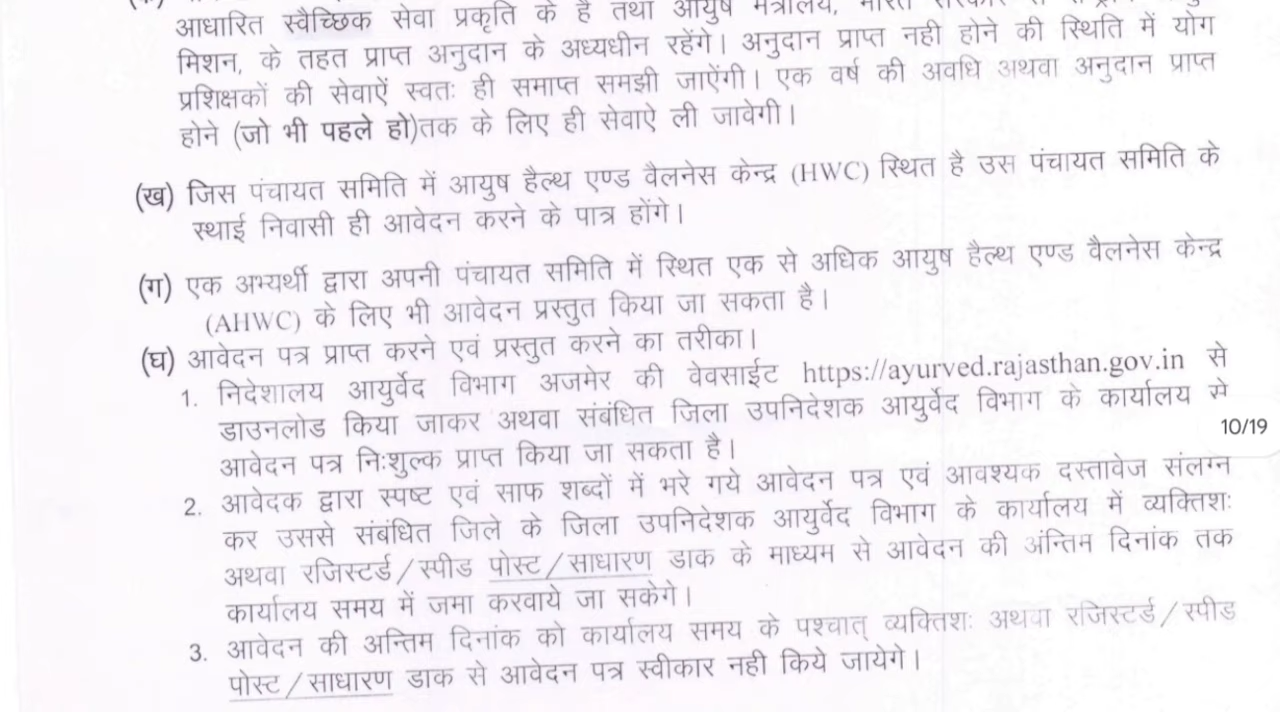 आधारित स्वैच्छिक सेवा प्रकृति के है तथा आयुष मंत्रालय, भारत
मिशन, के तहत प्राप्त अनुदान के अध्यधीन रहेंगे। अनुदान प्राप्त नही होने की स्थिति में योग
प्रशिक्षकों की सेवाऐं स्वतः ही समाप्त समझी जाऐंगी। एक वर्ष की अवधि अथवा अनुदान प्राप्त
होने (जो भी पहले हो)तक के लिए ही सेवाऐ ली जावेगी।
(ख) जिस पंचायत समिति में आयुष हैल्थ एण्ड वैलनेस केन्द्र (HWC) स्थित है उस पंचायत समिति के
स्थाई निवासी ही आवेदन करने के पात्र होंगे।
(ग) एक अभ्यर्थी द्वारा अपनी पंचायत समिति में स्थित एक से अधिक आयुष हैल्थ एण्ड वैलनेस केन्द्र
(AHWC) के लिए भी आवेदन प्रस्तुत किया जा सकता है।
(घ) आवेदन पत्र प्राप्त करने एवं प्रस्तुत करने का तरीका।
1. निदेशालय आयुर्वेद विभाग अजमेर की वेवसाईट https://ayurved.rajasthan.gov.in से
डाउनलोड किया जाकर अथवा संबंधित जिला उपनिदेशक आयुर्वेद विभाग के कार्यालय से
10/19
आवेदन पत्र निःशुल्क प्राप्त किया जा सकता है।
2. आवेदक द्वारा स्पष्ट एवं साफ शब्दों में भरे गये आवेदन पत्र एवं आवश्यक दस्तावेज संलग्न
कर उससे संबंधित जिले के जिला उपनिदेशक आयुर्वेद विभाग के कार्यालय में व्यक्तिशः
अथवा रजिस्टर्ड/स्पीड पोस्ट/साधारण डाक के माध्यम से आवेदन की अंन्तिम दिनांक तक
कार्यालय समय में जमा करवाये जा सकेगे।
3. आवेदन की अन्तिम दिनांक को कार्यालय समय के पश्चात् व्यक्तिशः अथवा रजिस्टर्ड/स्पीड
पोस्ट/साधारण डाक से आवेदन पत्र स्वीकार नही किये जायेगे।